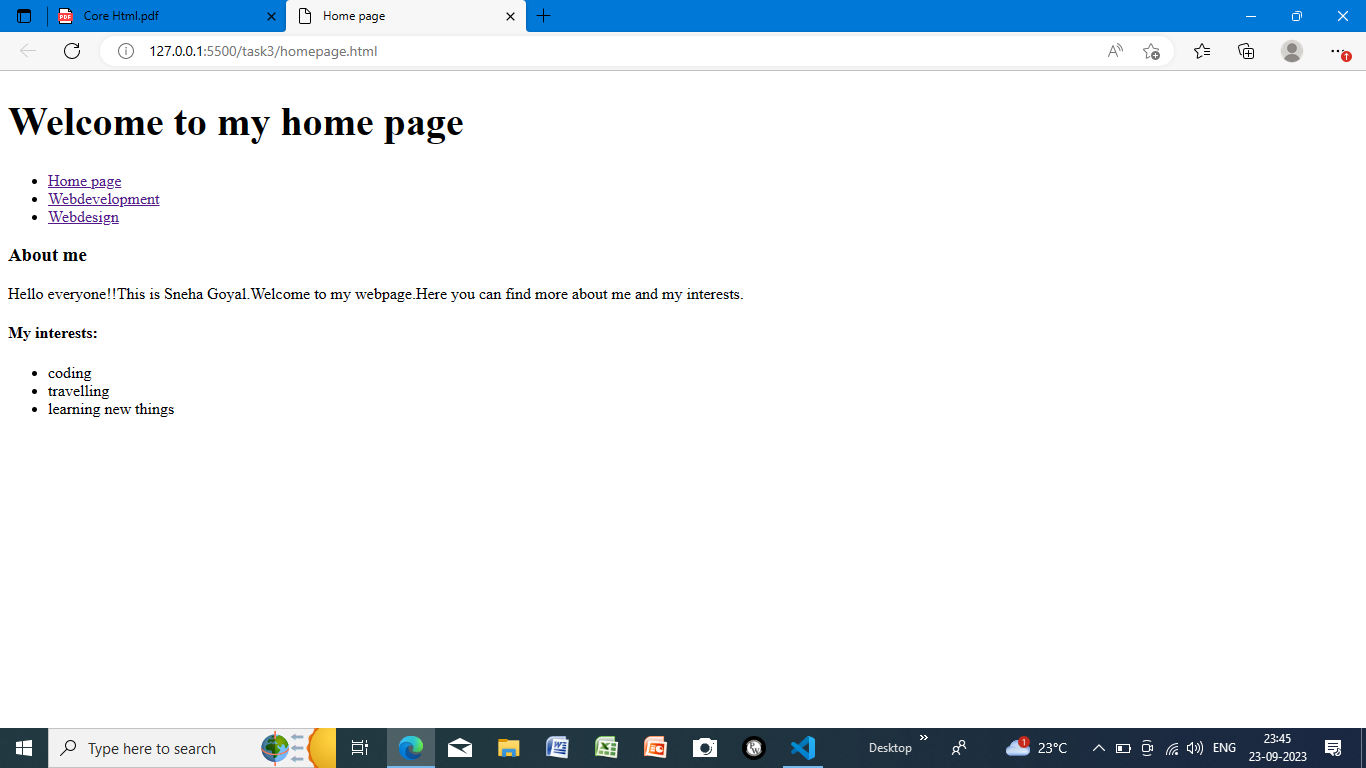 Core Html.pdf
Home page
127.0.0.1:5500/task3/homepage.html
Welcome to my home page
Home page
Webdevelopment
Webdesign
About me
Hello everyone!!This is Sneha Goyal.Welcome to my webpage.Here you can find more about me and my interests.
My interests:
coding
travelling
learning new things
Type here to search
Desktop
1
23°C
ENG
23:45
23-09-2023